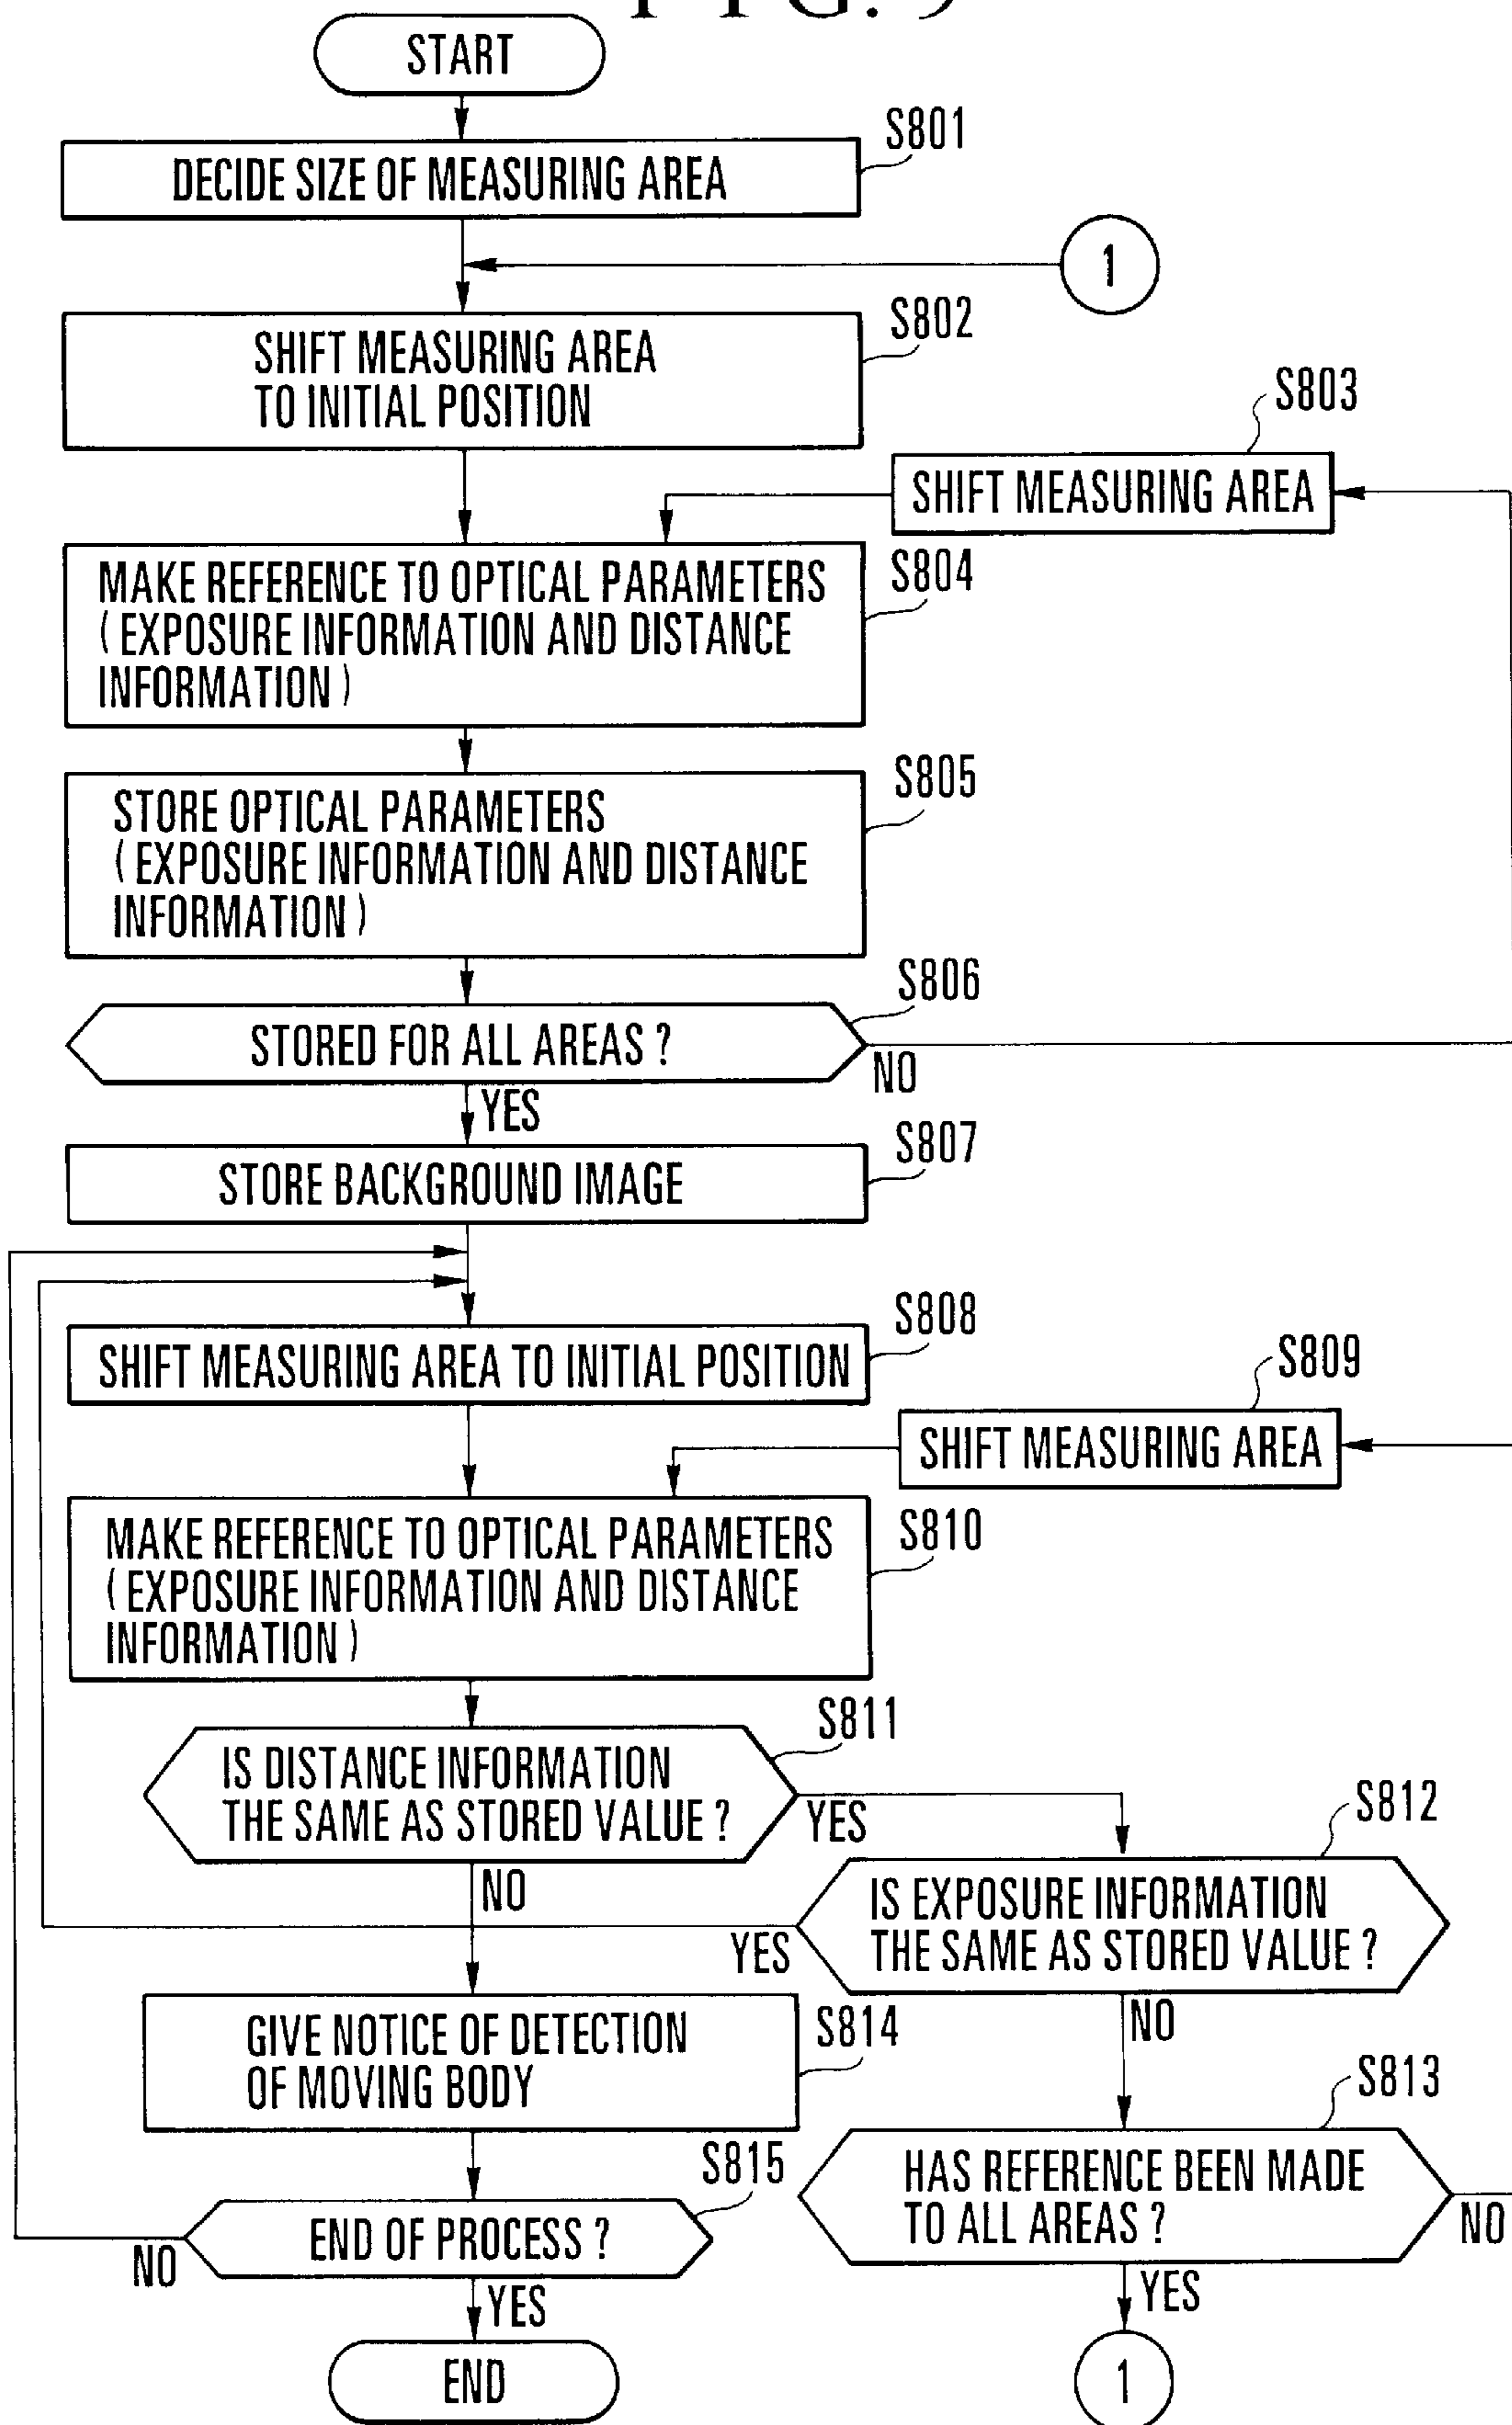 START
S801
DECIDE SIZE OF MEASURING AREA
1
S802
SHIFT MEASURING AREA
TO INITIAL POSITION
S803
SHIFT MEASURING AREA
S804
MAKE REFERENCE TO OPTICAL PARAMETERS
(EXPOSURE INFORMATION AND DISTANCE
INFORMATION)
S805
STORE OPTICAL PARAMETERS
(EXPOSURE INFORMATION AND DISTANCE
INFORMATION)
S806
STORED FOR ALL AREAS ?
NO
YES
S807
STORE BACKGROUND IMAGE
S808
SHIFT MEASURING AREA TO INITIAL POSITION
S809
SHIFT MEASURING AREA
S810
MAKE REFERENCE TO OPTICAL PARAMETERS
(EXPOSURE INFORMATION AND DISTANCE
INFORMATION)
S811
IS DISTANCE INFORMATION
THE SAME AS STORED VALUE ?
YES
NO
S812
IS EXPOSURE INFORMATION
THE SAME AS STORED VALUE ?
YES
NO
S814
GIVE NOTICE OF DETECTION
OF MOVING BODY
S813
HAS REFERENCE BEEN MADE
TO ALL AREAS ?
NO
YES
S815
END OF PROCESS ?
NO
YES
END
1